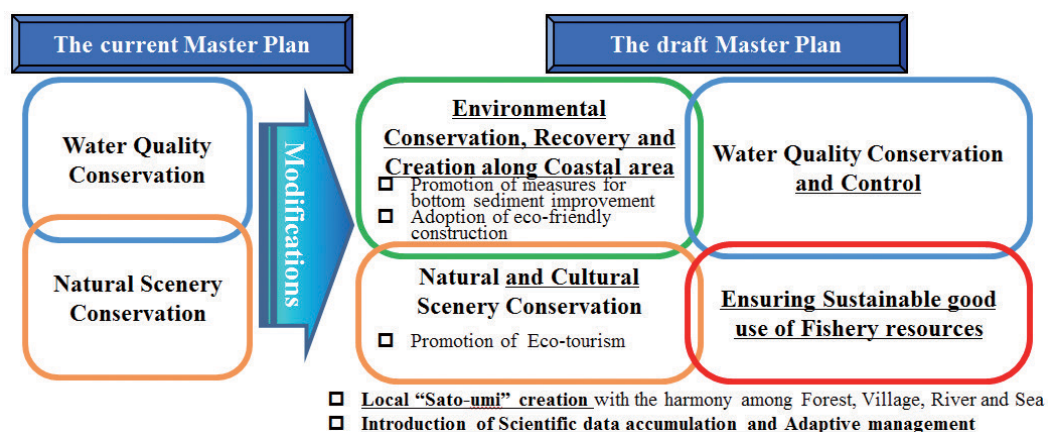 The current Master Plan
The draft Master Plan
Water Quality
Conservation
Natural Scenery
Conservation
Modifications
Environmental
Conservation, Recovery and
Creation along Coastal area
Promotion of measures for
bottom sediment improvement
Adoption of eco-friendly
construction
Water Quality Conservation
and Control
Natural and Cultural
Scenery Conservation
Promotion of Eco-tourism
Ensuring Sustainable good
use of Fishery resources
Local “Sato-umi” creation with the harmony among Forest, Village, River and Sea
Introduction of Scientific data accumulation and Adaptive management